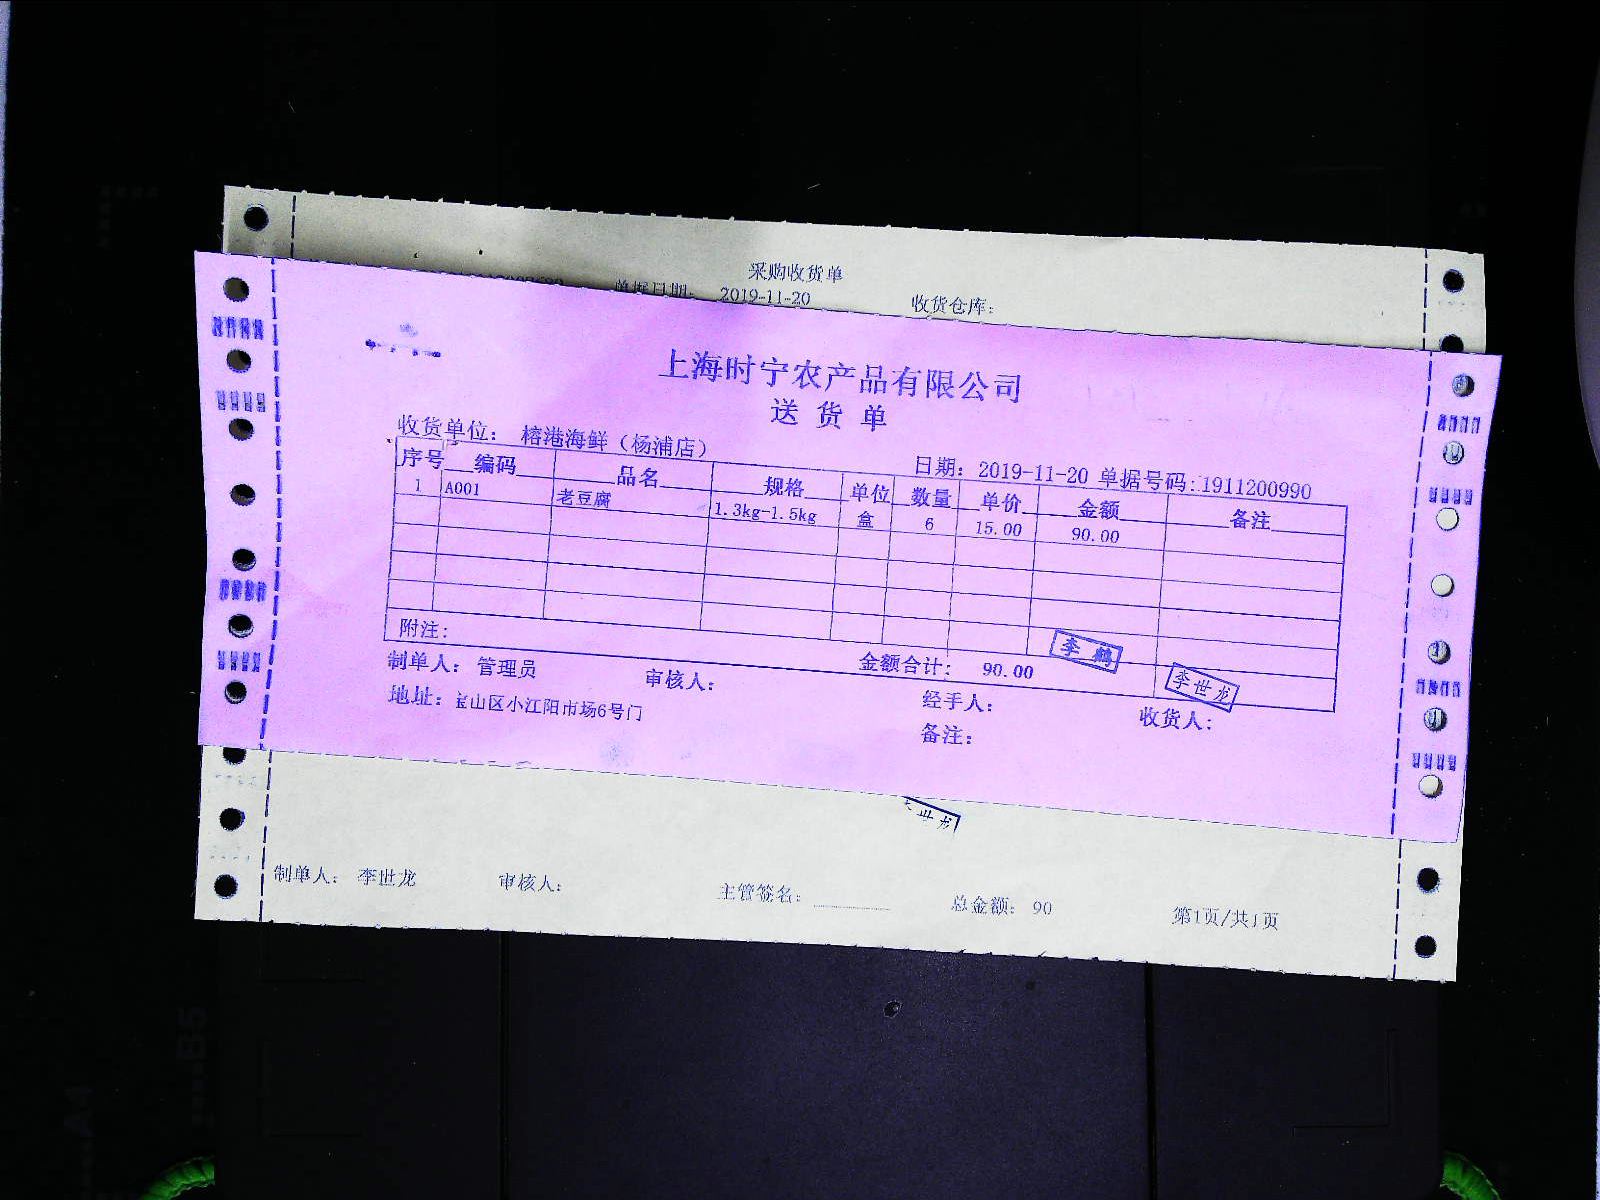 采购收货单
单据日期: 2019-11-20 收货仓库:
上海时宁农产品有限公司
送 货 单
收货单位: 榕港海鲜（杨浦店） 日期: 2019-11-20 单据号码: 1911200990
序号 编码 品名 规格 单位 数量 单价 金额 备注
1 A001 老豆腐 1.3kg-1.5kg 盒 6 15.00 90.00
附注:
金额合计: 90.00
李鹤
李世龙
制单人: 管理员 审核人: 经手人: 收货人:
地址: 宝山区小江阳市场6号门 备注:
世龙
制单人: 李世龙 审核人: 主管签名: 总金额: 90 第1页/共1页
B5
A4